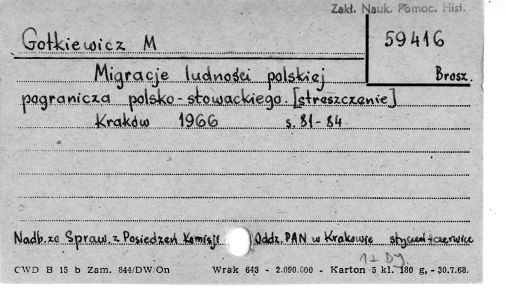 Zakł. Nauk. Pomoc. Hist.
Gotkiewicz M
59416
Brosz.
Migracje ludności polskiej
pogranicza polsko-słowackiego. [streszczenie]
Kraków 1966 s. 81-84
Nadb. ze Spraw. z Posiedzeń Komisji Oddz. PAN w Krakowie styczeń-czerwiec
CWD B 15 b Zam. 844/DW/On Wrak 643 - 2.090.000 - Karton 5 kl. 180 g, - 30.7.68.